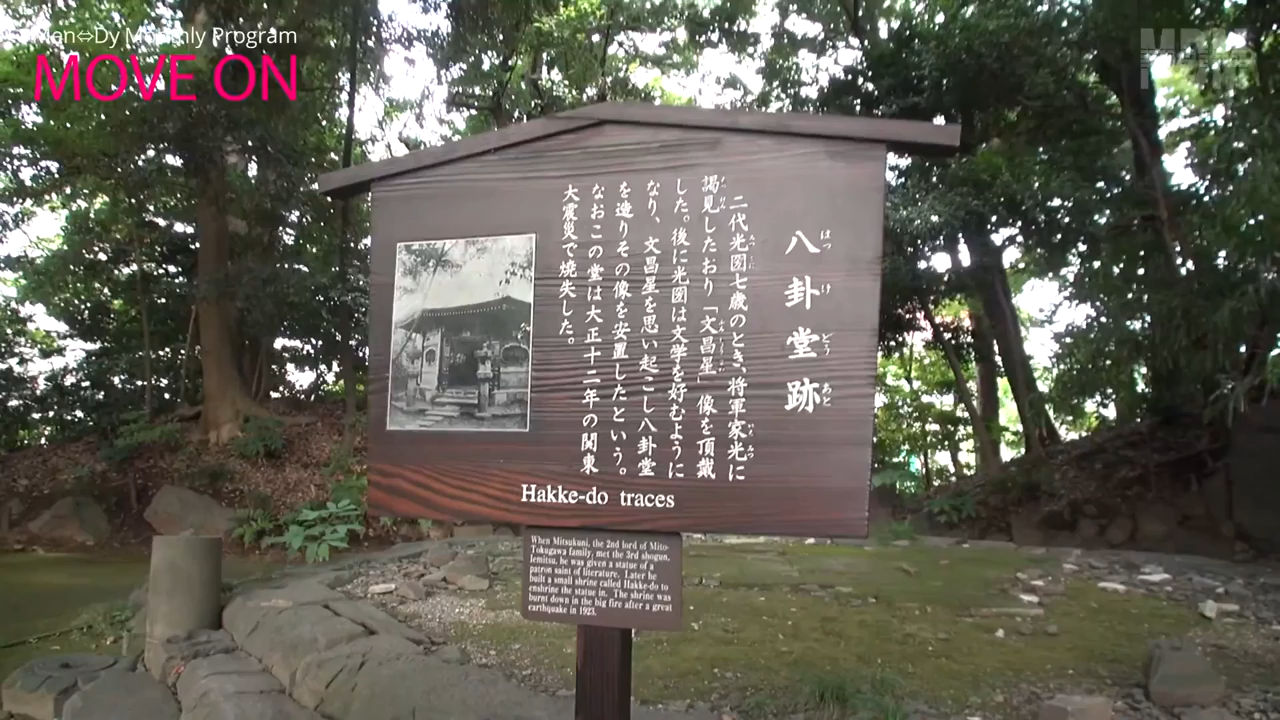 Man⇔Dy Monthly Program
MOVE ON
八卦堂跡
はっけどうあと
二代光圀七歳のとき、将軍家光に
謁見したおり「文昌星」像を頂戴
した。後に光圀は文学を好むように
なり、文昌星を思い起こし八卦堂
を造りその像を安置したという。
なおこの堂は大正十二年の関東
大震災で焼失した。
Hakke-do traces
When Mitsukuni, the 2nd lord of Mito-
Tokugawa family, met the 3rd shogun,
Iemitsu, he was given a statue of a
patron saint of literature. Later he
built a small shrine called Hakke-do to
enshrine the statue in. The shrine was
burnt down in the big fire after a great
earthquake in 1923.